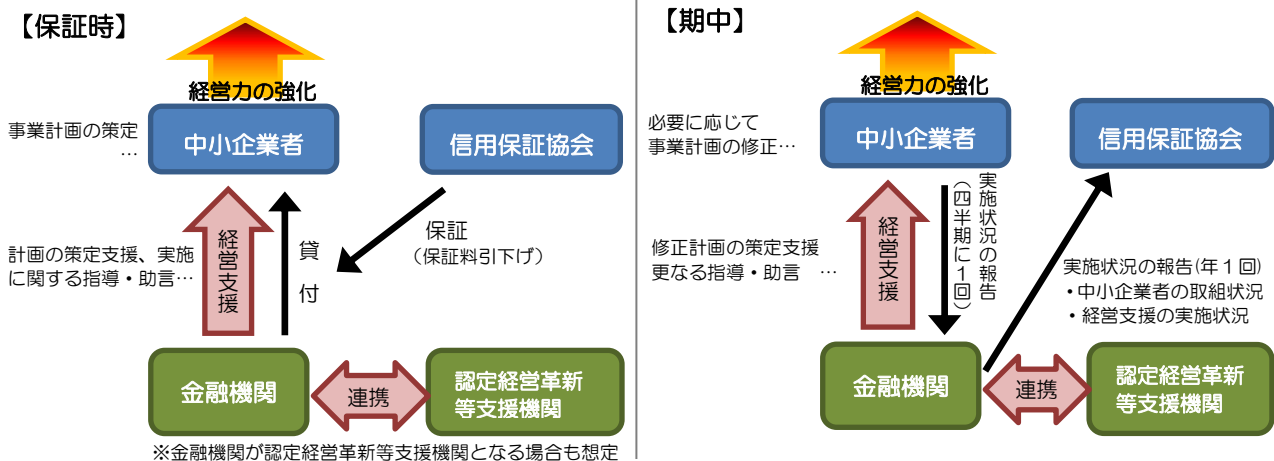 【保証時】
経営力の強化
事業計画の策定
…
中小企業者
信用保証協会
計画の策定支援、実施
に関する指導・助言…
経営支援
貸付
保証
（保証料引下げ）
金融機関
連携
認定経営革新
等支援機関
※金融機関が認定経営革新等支援機関となる場合も想定
【期中】
経営力の強化
必要に応じて
事業計画の修正…
中小企業者
信用保証協会
修正計画の策定支援
更なる指導・助言 …
経営支援
実施状況の報告
（四半期に１回）
実施状況の報告(年１回)
・中小企業者の取組状況
・経営支援の実施状況
金融機関
連携
認定経営革新
等支援機関